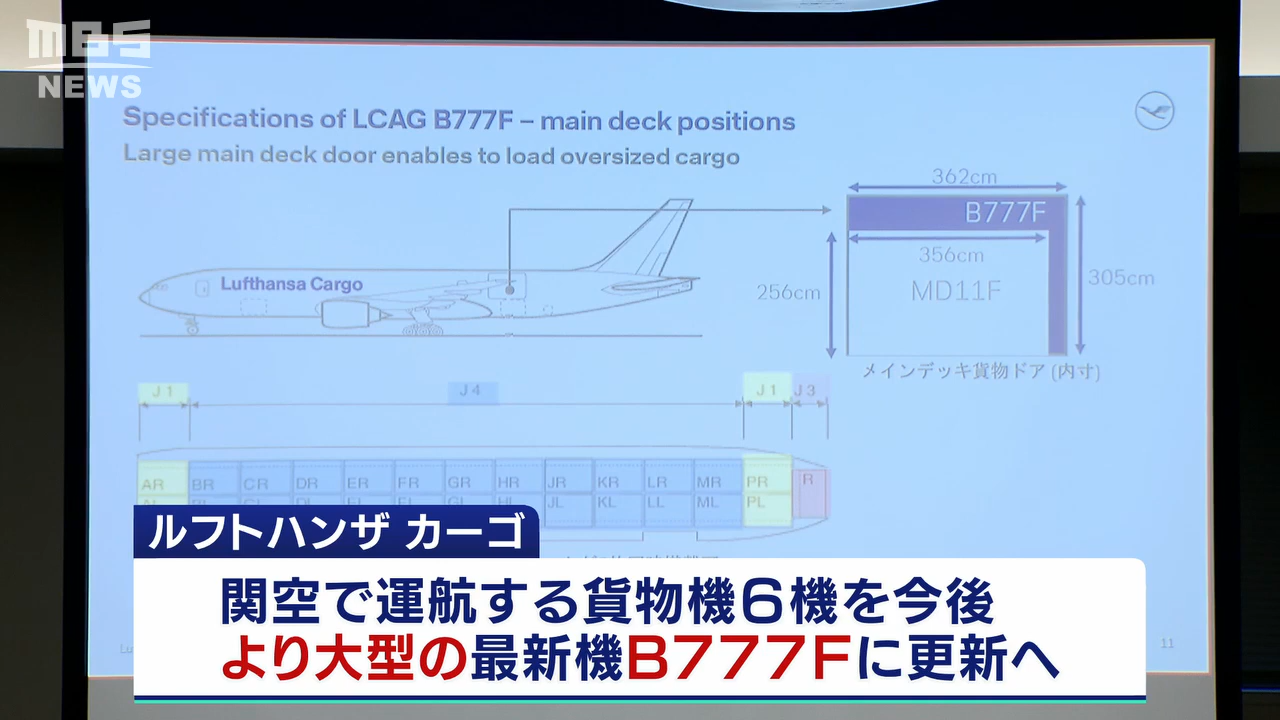 MBS
NEWS
Specifications of LCAG B777F – main deck positions
Large main deck door enables to load oversized cargo
Lufthansa Cargo
362cm
B777F
356cm
256cm
MD11F
305cm
メインデッキ貨物ドア (内寸)
J 1
J 4
J 1
J 3
AR BR CR DR ER FR GR HR JR KR LR MR PR R
JL KL LL ML PL
ルフトハンザ カーゴ
関空で運航する貨物機6機を今後
より大型の最新機B777Fに更新へ
11